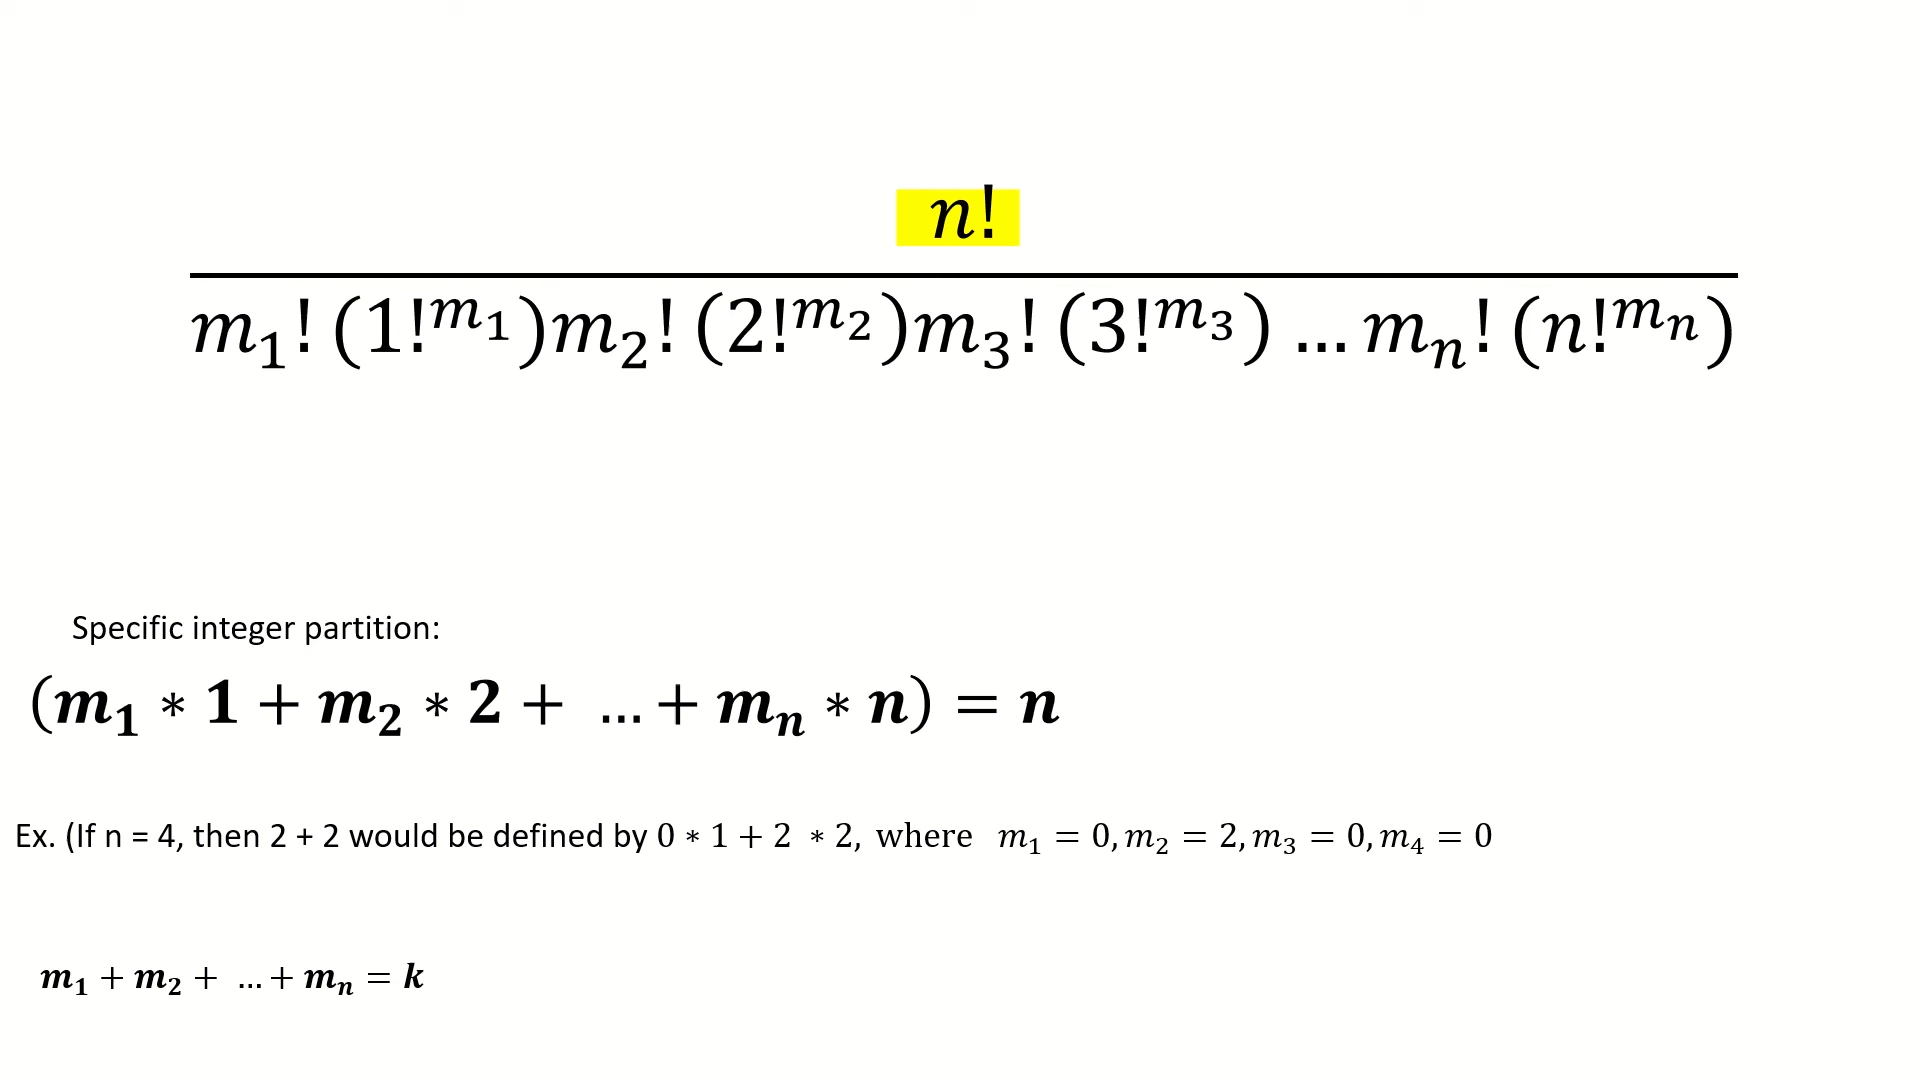 n!
m₁! (1!^m₁)m₂! (2!^m₂)m₃! (3!^m₃) ... mₙ! (n!^mₙ)
Specific integer partition:
(m₁ * 1 + m₂ * 2 + ... + mₙ * n) = n
Ex. (If n = 4, then 2 + 2 would be defined by 0 * 1 + 2 * 2, where m₁ = 0, m₂ = 2, m₃ = 0, m₄ = 0
m₁ + m₂ + ... + mₙ = k